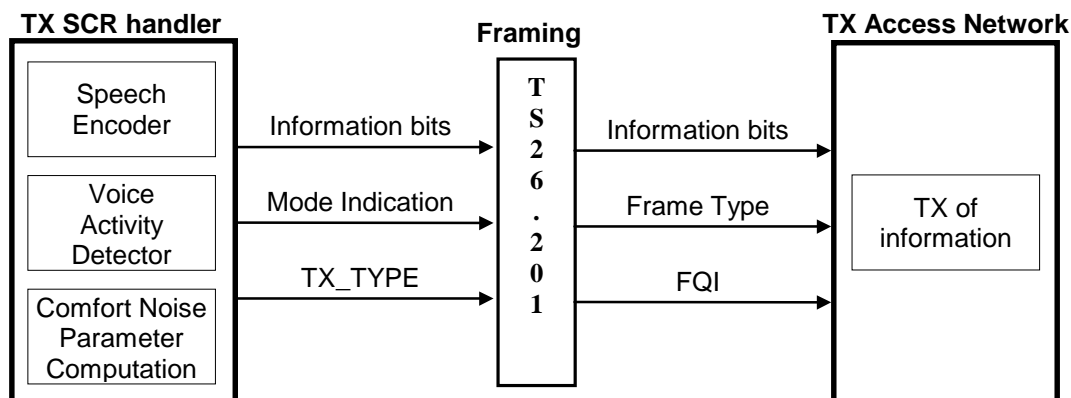 TX SCR handler
Framing
TX Access Network
Speech
Encoder
Voice
Activity
Detector
Comfort Noise
Parameter
Computation
Information bits
Mode Indication
TX_TYPE
T
S
2
6
.
2
0
1
Information bits
Frame Type
FQI
TX of
information